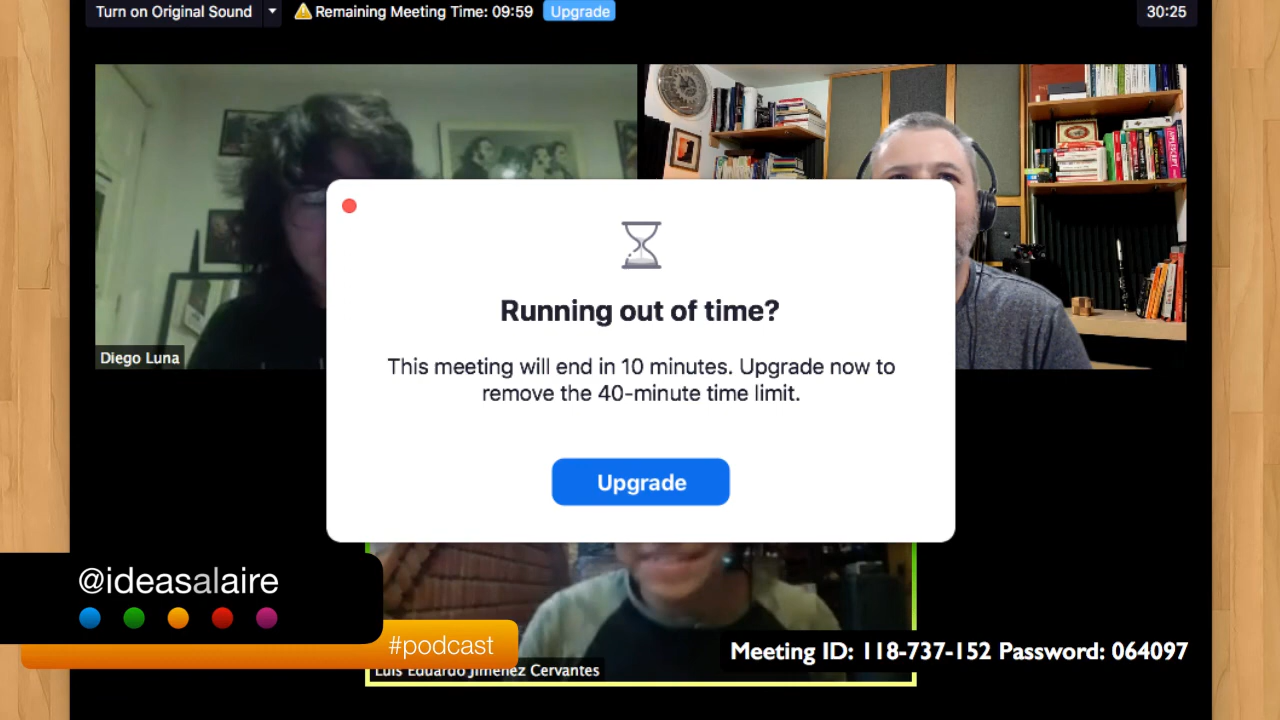 Turn on Original Sound
Remaining Meeting Time: 09:59
Upgrade
30:25
Diego Luna
Running out of time?
This meeting will end in 10 minutes. Upgrade now to
remove the 40-minute time limit.
Upgrade
@ideasalaire
#podcast
Luis Eduardo Jimenez Cervantes
Meeting ID: 118-737-152 Password: 064097